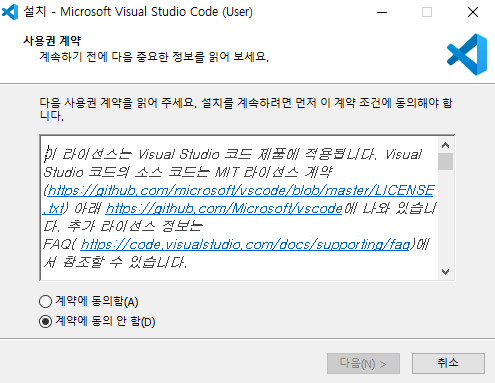 설치 - Microsoft Visual Studio Code (User)
사용권 계약
계속하기 전에 다음 중요한 정보를 읽어 보세요.
다음 사용권 계약을 읽어 주세요. 설치를 계속하려면 먼저 이 계약 조건에 동의해야 합
니다.
이 라이선스는 Visual Studio 코드 제품에 적용됩니다. Visual
Studio 코드의 소스 코드는 MIT 라이선스 계약
(https://github.com/microsoft/vscode/blob/master/LICENSE
.txt) 아래 https://github.com/Microsoft/vscode에 나와 있습니
다. 추가 라이선스 정보는
FAQ( https://code.visualstudio.com/docs/supporting/faq)에
서 참조할 수 있습니다.
계약에 동의함(A)
계약에 동의 안 함(D)
다음(N) > 취소